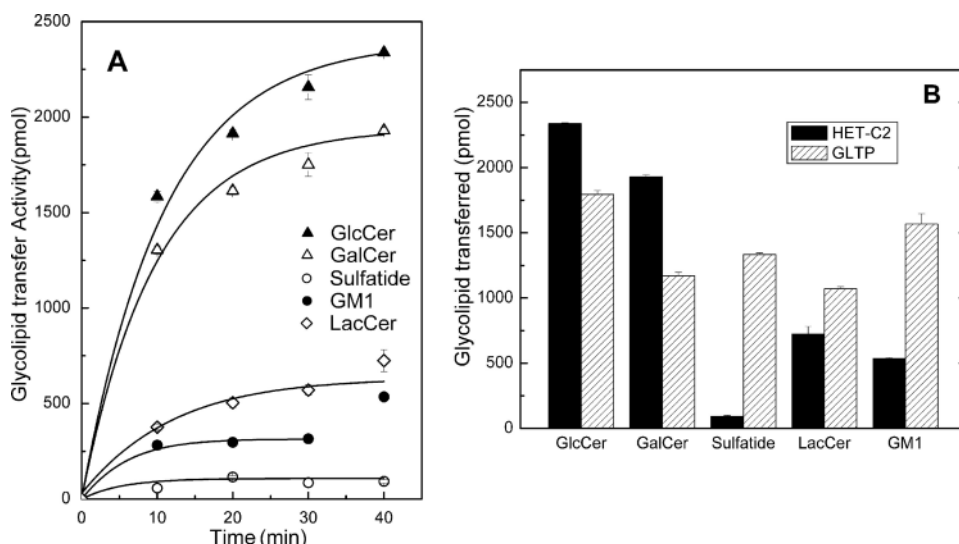 A
Glycolipid transfer Activity(pmol)
2500
2000
1500
1000
500
0
GlcCer
GalCer
Sulfatide
GM1
LacCer
0 10 20 30 40
Time (min)
B
Glycolipid transferred (pmol)
2500
2000
1500
1000
500
0
HET-C2
GLTP
GlcCer GalCer Sulfatide LacCer GM1